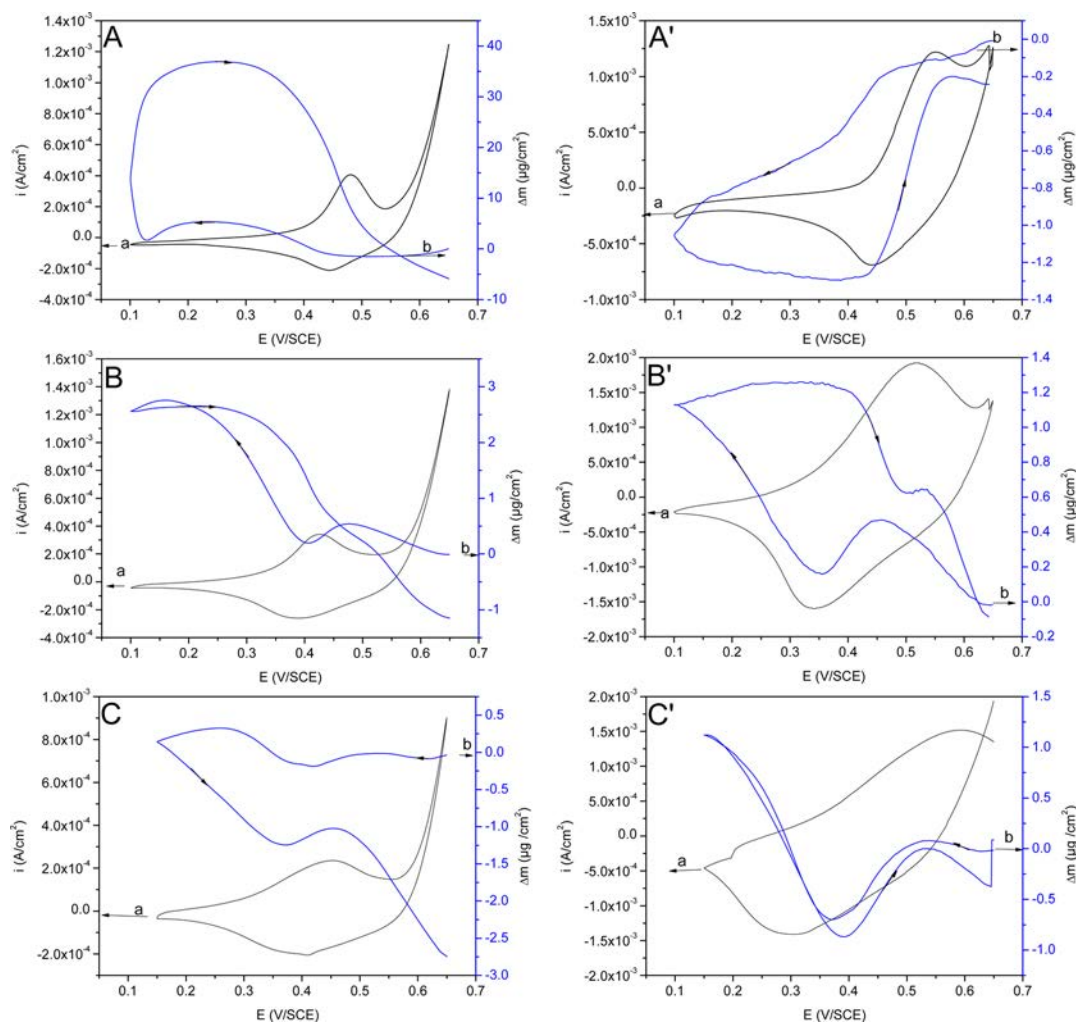 A
i (A/cm²)
1.4x10⁻³
1.2x10⁻³
1.0x10⁻³
8.0x10⁻⁴
6.0x10⁻⁴
4.0x10⁻⁴
2.0x10⁻⁴
0.0
-2.0x10⁻⁴
-4.0x10⁻⁴
a
b
40
30
20
10
0
-10
Δm (µg/cm²)
0.1 0.2 0.3 0.4 0.5 0.6 0.7
E (V/SCE)
A'
i (A/cm²)
1.5x10⁻³
1.0x10⁻³
5.0x10⁻⁴
0.0
-5.0x10⁻⁴
-1.0x10⁻³
a
b
0.0
-0.2
-0.4
-0.6
-0.8
-1.0
-1.2
-1.4
Δm (µg/cm²)
0.1 0.2 0.3 0.4 0.5 0.6 0.7
E (V/SCE)
B
i (A/cm²)
1.6x10⁻³
1.4x10⁻³
1.2x10⁻³
1.0x10⁻³
8.0x10⁻⁴
6.0x10⁻⁴
4.0x10⁻⁴
2.0x10⁻⁴
0.0
-2.0x10⁻⁴
-4.0x10⁻⁴
a
b
3
2
1
0
-1
Δm (µg/cm²)
0.1 0.2 0.3 0.4 0.5 0.6 0.7
E (V/SCE)
B'
i (A/cm²)
2.0x10⁻³
1.5x10⁻³
1.0x10⁻³
5.0x10⁻⁴
0.0
-5.0x10⁻⁴
-1.0x10⁻³
-1.5x10⁻³
-2.0x10⁻³
a
b
1.4
1.2
1.0
0.8
0.6
0.4
0.2
0.0
-0.2
Δm (µg/cm²)
0.1 0.2 0.3 0.4 0.5 0.6 0.7
E (V/SCE)
C
i (A/cm²)
1.0x10⁻³
8.0x10⁻⁴
6.0x10⁻⁴
4.0x10⁻⁴
2.0x10⁻⁴
0.0
-2.0x10⁻⁴
a
b
0.5
0.0
-0.5
-1.0
-1.5
-2.0
-2.5
-3.0
Δm (µg /cm²)
0.1 0.2 0.3 0.4 0.5 0.6 0.7
E (V/SCE)
C'
i (A/cm²)
2.0x10⁻³
1.5x10⁻³
1.0x10⁻³
5.0x10⁻⁴
0.0
-5.0x10⁻⁴
-1.0x10⁻³
-1.5x10⁻³
-2.0x10⁻³
a
b
1.5
1.0
0.5
0.0
-0.5
-1.0
Δm (µg/cm²)
0.1 0.2 0.3 0.4 0.5 0.6 0.7
E (V/SCE)